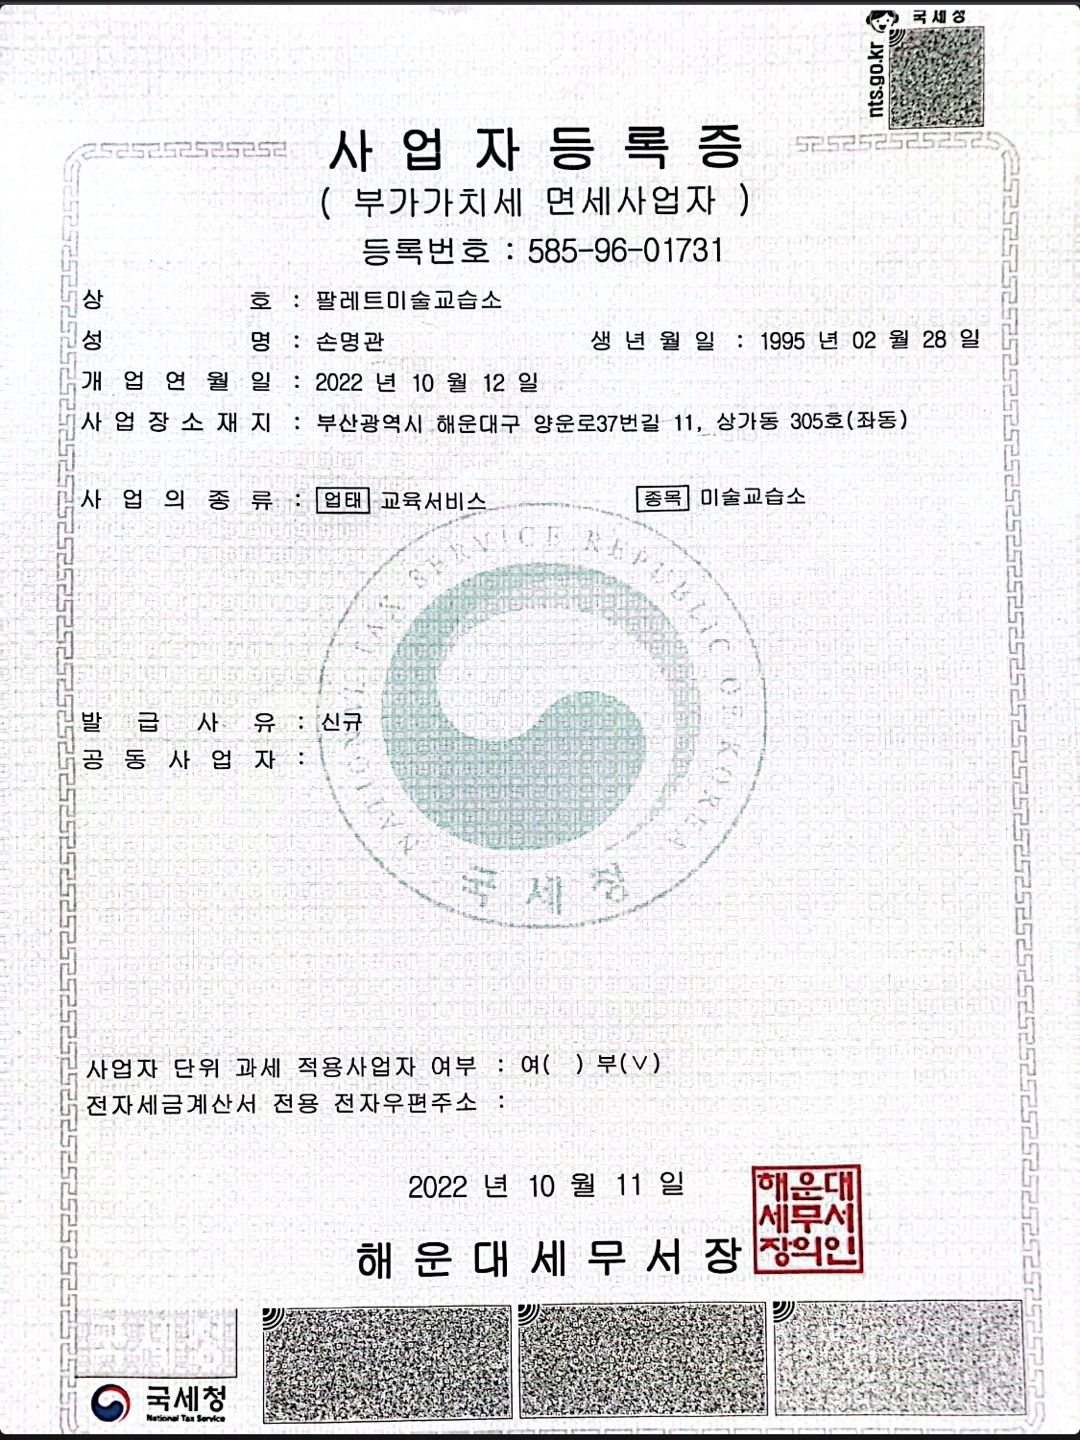 국세청
nts.go.kr
사업자등록증
( 부가가치세 면세사업자 )
등록번호 : 585-96-01731
상 호 : 팔레트미술교습소
성 명 : 손명관 생 년 월 일 : 1995 년 02 월 28 일
개 업 연 월 일 : 2022 년 10 월 12 일
사 업 장 소 재 지 : 부산광역시 해운대구 양운로37번길 11, 상가동 305호(좌동)
사 업 의 종 류 : 업태 교육서비스 종목 미술교습소
NATIONAL TAX SERVICE REPUBLIC OF KOREA
발 급 사 유 : 신규
공 동 사 업 자 :
국세청
사업자 단위 과세 적용사업자 여부 : 여( ) 부(∨)
전자세금계산서 전용 전자우편주소 :
2022 년 10 월 11 일
해운대세무서장
해운대
세무서
장의인
국세청
National Tax Service